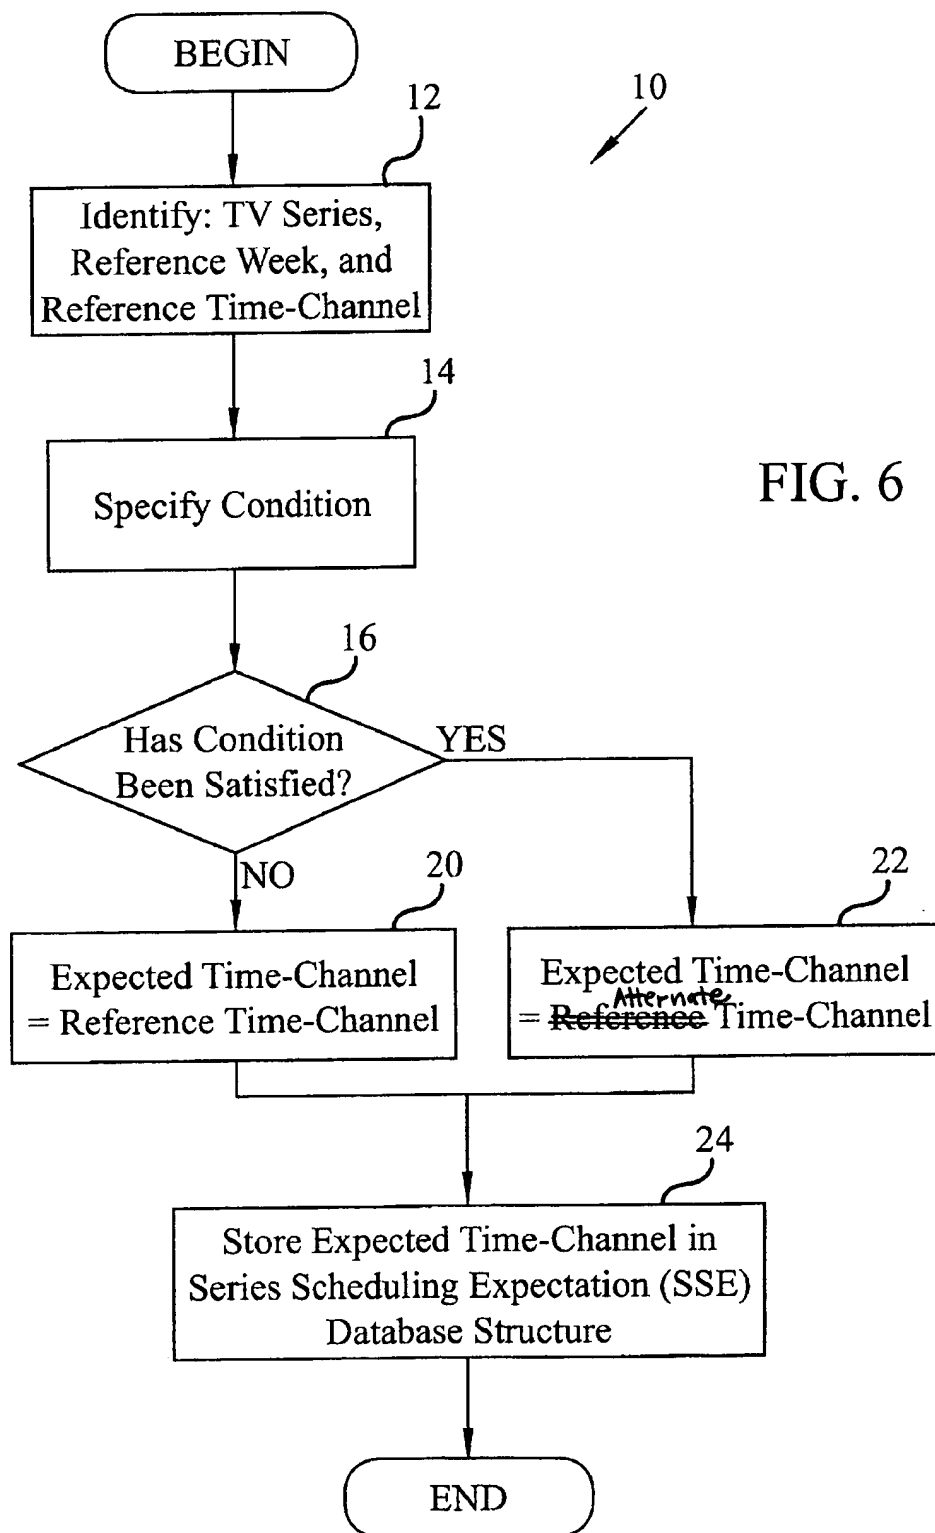 BEGIN
10
12
Identify: TV Series,
Reference Week, and
Reference Time-Channel
14
Specify Condition
FIG. 6
16
Has Condition
Been Satisfied?
YES
NO
20
Expected Time-Channel
= Reference Time-Channel
22
Expected Time-Channel
Alternate
= Reference Time-Channel
24
Store Expected Time-Channel in
Series Scheduling Expectation (SSE)
Database Structure
END